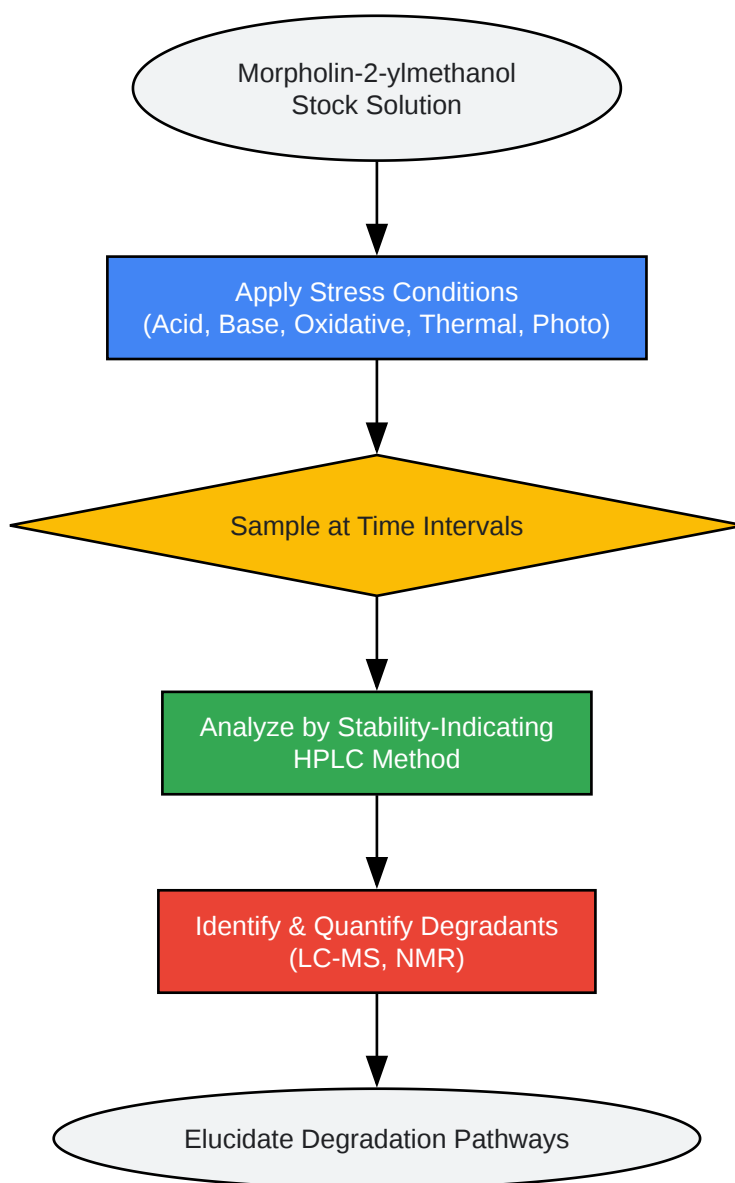 Morpholin-2-ylmethanol
Stock Solution
Apply Stress Conditions
(Acid, Base, Oxidative, Thermal, Photo)
Sample at Time Intervals
Analyze by Stability-Indicating
HPLC Method
Identify & Quantify Degradants
(LC-MS, NMR)
Elucidate Degradation Pathways